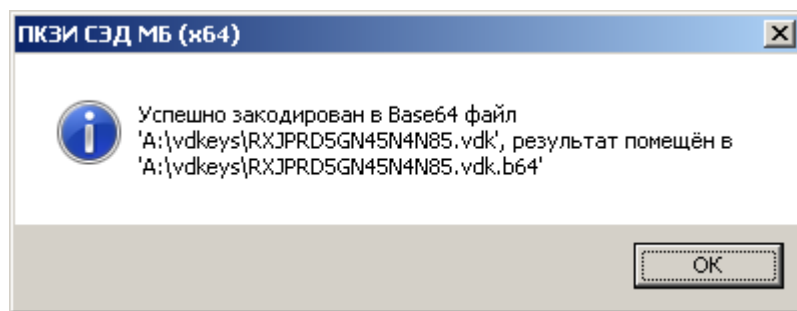 ПКЗИ СЭД МБ (x64)
Успешно закодирован в Base64 файл
'A:\vdkeys\RXJPRD5GN45N4N85.vdk', результат помещён в
'A:\vdkeys\RXJPRD5GN45N4N85.vdk.b64'
OK